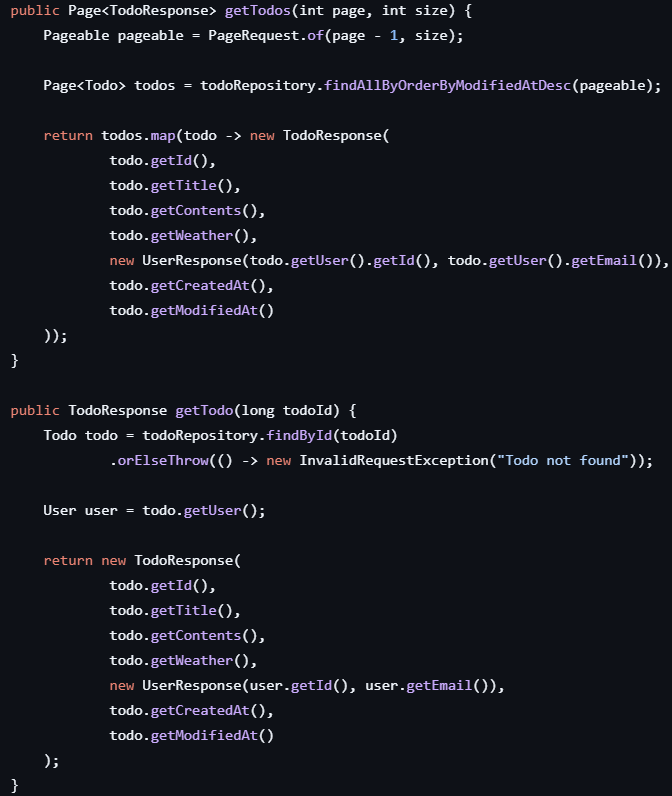 public Page<TodoResponse> getTodos(int page, int size) {
    Pageable pageable = PageRequest.of(page - 1, size);

    Page<Todo> todos = todoRepository.findAllByOrderByModifiedAtDesc(pageable);

    return todos.map(todo -> new TodoResponse(
            todo.getId(),
            todo.getTitle(),
            todo.getContents(),
            todo.getWeather(),
            new UserResponse(todo.getUser().getId(), todo.getUser().getEmail()),
            todo.getCreatedAt(),
            todo.getModifiedAt()
    ));
}

public TodoResponse getTodo(long todoId) {
    Todo todo = todoRepository.findById(todoId)
            .orElseThrow(() -> new InvalidRequestException("Todo not found"));

    User user = todo.getUser();

    return new TodoResponse(
            todo.getId(),
            todo.getTitle(),
            todo.getContents(),
            todo.getWeather(),
            new UserResponse(user.getId(), user.getEmail()),
            todo.getCreatedAt(),
            todo.getModifiedAt()
    );
}